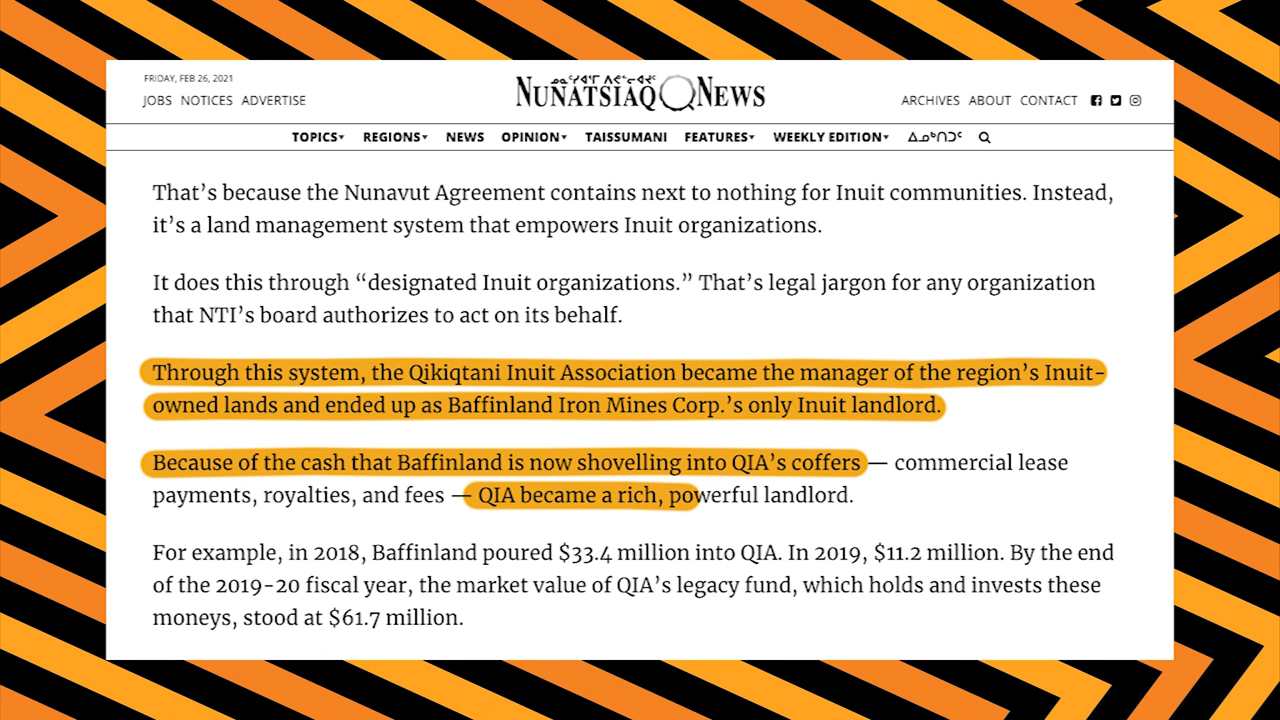 FRIDAY, FEB 26, 2021
JOBS NOTICES ADVERTISE
ᓄᓇᑦᓯᐊᖅ
NUNATSIAQ NEWS
ARCHIVES ABOUT CONTACT
TOPICS REGIONS NEWS OPINION TAISSUMANI FEATURES WEEKLY EDITION ᐃᓄᒃᑎᑐᑦ
That’s because the Nunavut Agreement contains next to nothing for Inuit communities. Instead,
it’s a land management system that empowers Inuit organizations.
It does this through “designated Inuit organizations.” That’s legal jargon for any organization
that NTI’s board authorizes to act on its behalf.
Through this system, the Qikiqtani Inuit Association became the manager of the region’s Inuit-
owned lands and ended up as Baffinland Iron Mines Corp.’s only Inuit landlord.
Because of the cash that Baffinland is now shovelling into QIA’s coffers — commercial lease
payments, royalties, and fees — QIA became a rich, powerful landlord.
For example, in 2018, Baffinland poured $33.4 million into QIA. In 2019, $11.2 million. By the end
of the 2019-20 fiscal year, the market value of QIA’s legacy fund, which holds and invests these
moneys, stood at $61.7 million.